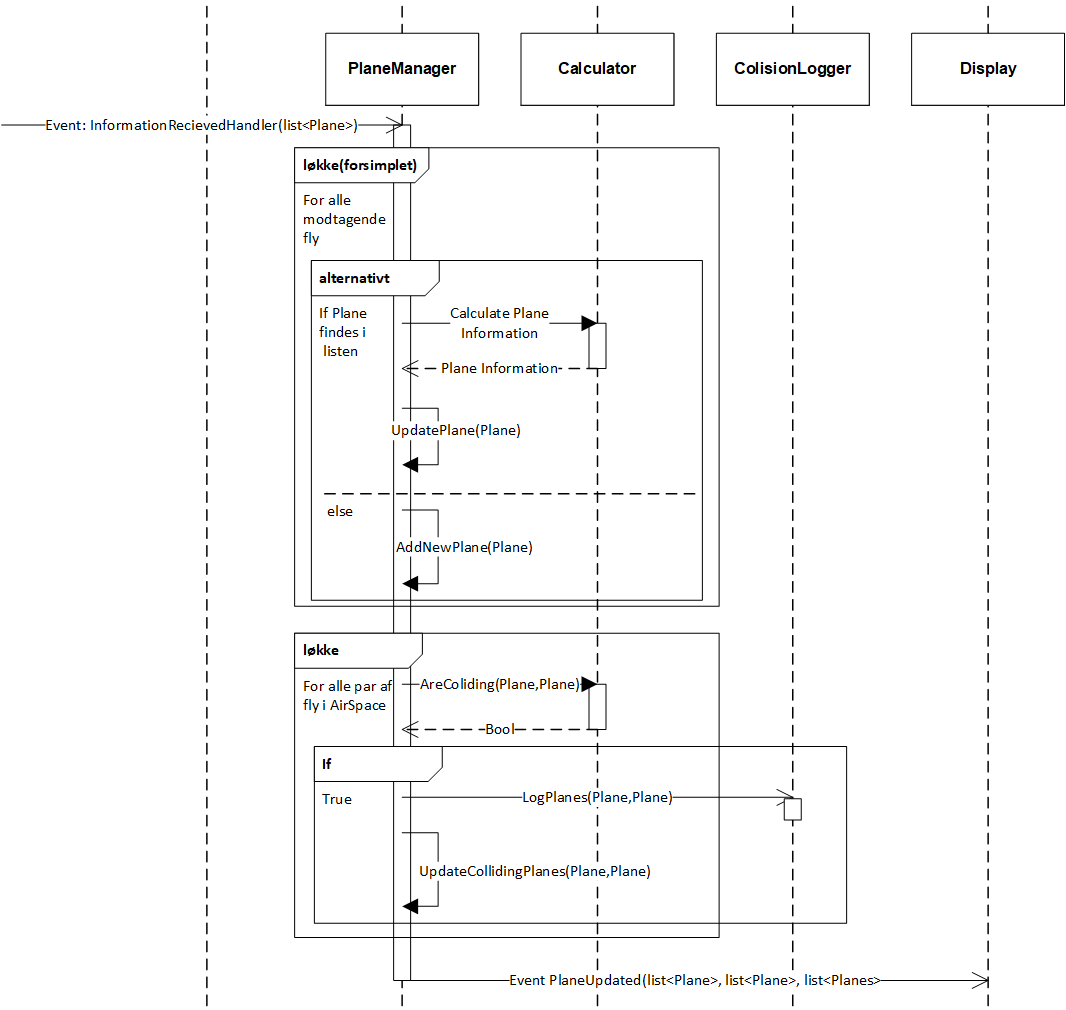 PlaneManager
Calculator
ColisionLogger
Display
Event: InformationRecievedHandler(list<Plane>)
løkke(forsimplet)
For alle
modtagende
fly
alternativt
If Plane
findes i
listen
Calculate Plane
Information
Plane Information
UpdatePlane(Plane)
else
AddNewPlane(Plane)
løkke
For alle par af
fly i AirSpace
AreColiding(Plane,Plane)
Bool
If
True
LogPlanes(Plane,Plane)
UpdateCollidingPlanes(Plane,Plane)
Event PlaneUpdated(list<Plane>, list<Plane>, list<Planes>